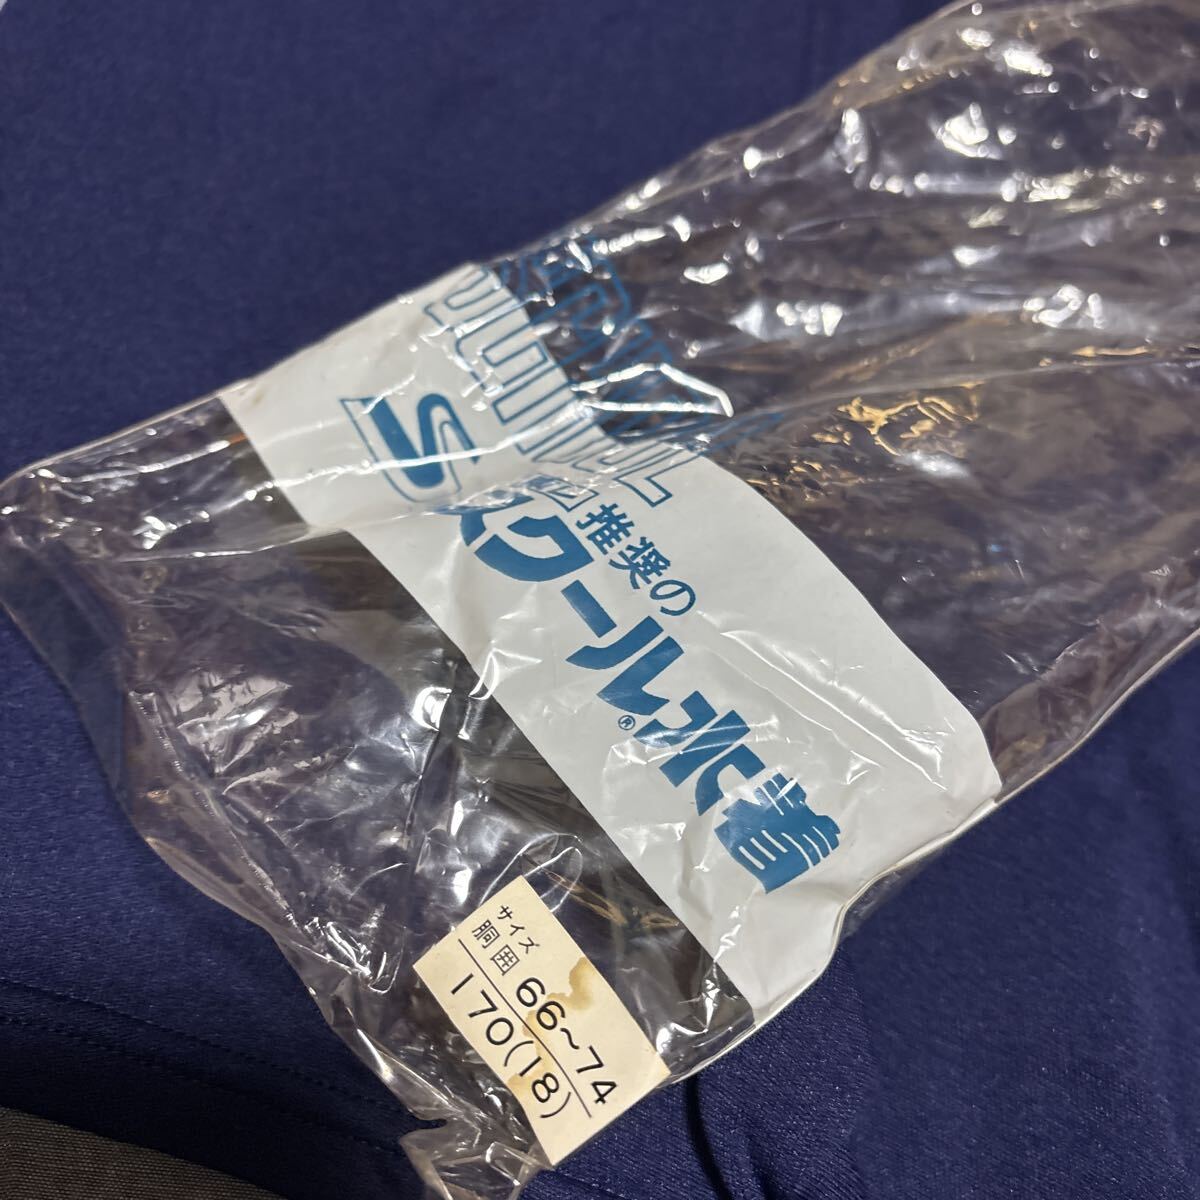 推奨の
スクール水着®
サイズ
胴囲 66~74
170(18)